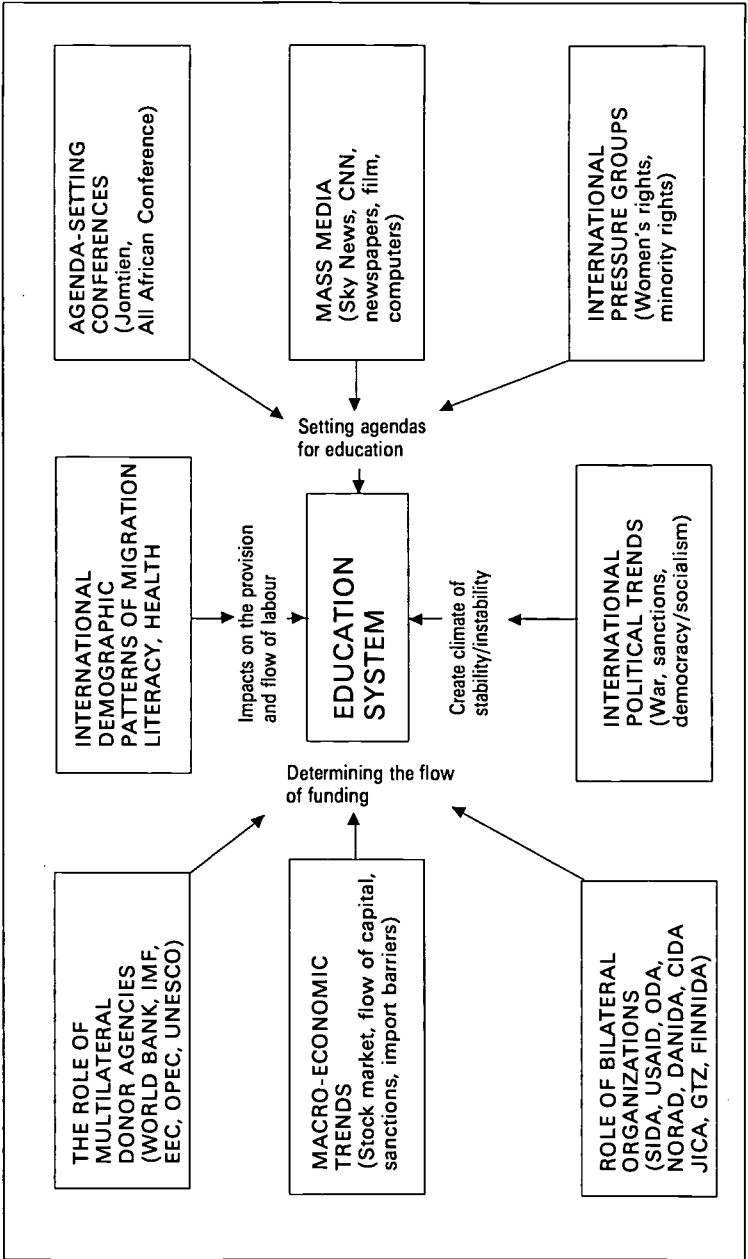 THE ROLE OF
MULTILATERAL
DONOR AGENCIES
(WORLD BANK, IMF,
EEC, OPEC, UNESCO)
INTERNATIONAL
DEMOGRAPHIC
PATTERNS OF MIGRATION
LITERACY, HEALTH
AGENDA-SETTING
CONFERENCES
(Jomtien,
All African Conference)
Impacts on the provision
and flow of labour
MACRO-ECONOMIC
TRENDS
(Stock market, flow of capital,
sanctions, import barriers)
Determining the flow
of funding
EDUCATION
SYSTEM
Setting agendas
for education
MASS MEDIA
(Sky News, CNN,
newspapers, film,
computers)
Create climate of
stability/instability
ROLE OF BILATERAL
ORGANIZATIONS
(SIDA, USAID, ODA,
NORAD, DANIDA, CIDA
JICA, GTZ, FINNIDA)
INTERNATIONAL
POLITICAL TRENDS
(War, sanctions,
democracy/socialism)
INTERNATIONAL
PRESSURE GROUPS
(Women's rights,
minority rights)